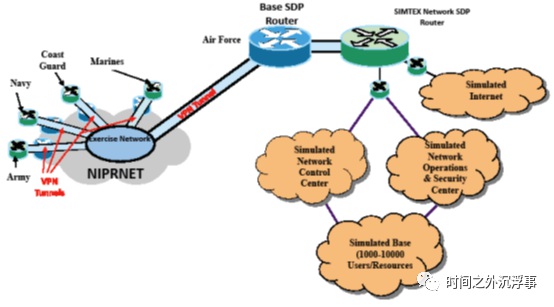 Base SDP
Router
SIMTEX Network SDP
Router
Air Force
Coast
Guard
Marines
Navy
VPN Tunnel
Simulated
Internet
Exercise Network
NIPRNET
Army
VPN
Tunnels
Simulated
Network
Control
Center
Simulated
Network
Operations
& Security
Center
Simulated Base
(1000-10000
Users/Resources
时间之外沉浮事